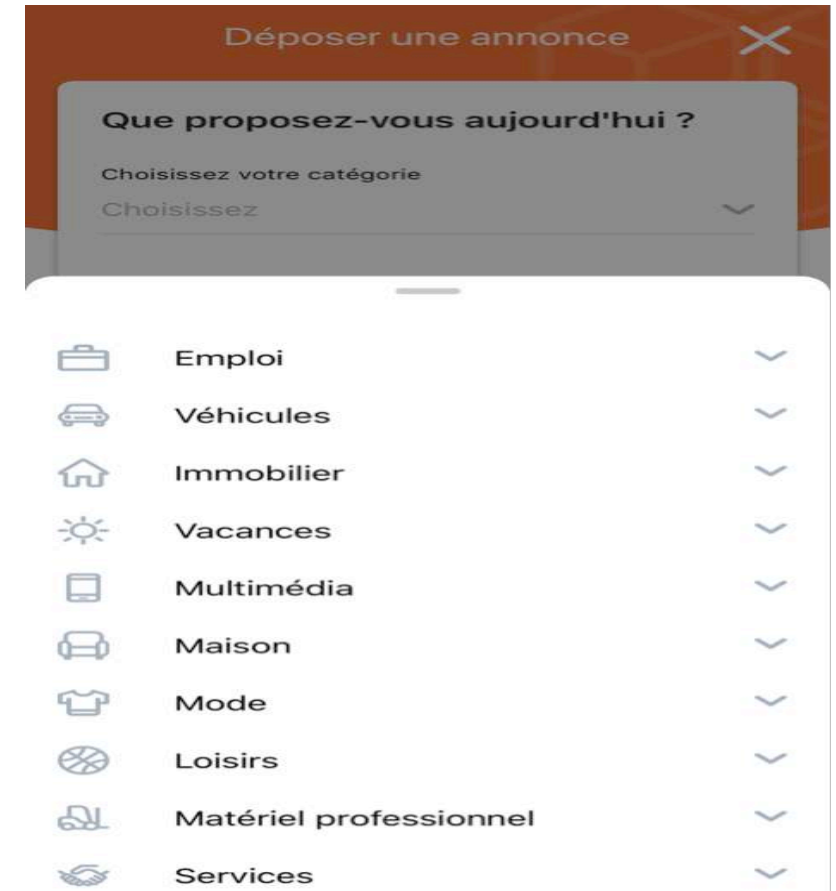 Déposer une annonce
Que proposez-vous aujourd'hui ?
Choisissez votre catégorie
Choisissez
Emploi
Véhicules
Immobilier
Vacances
Multimédia
Maison
Mode
Loisirs
Matériel professionnel
Services